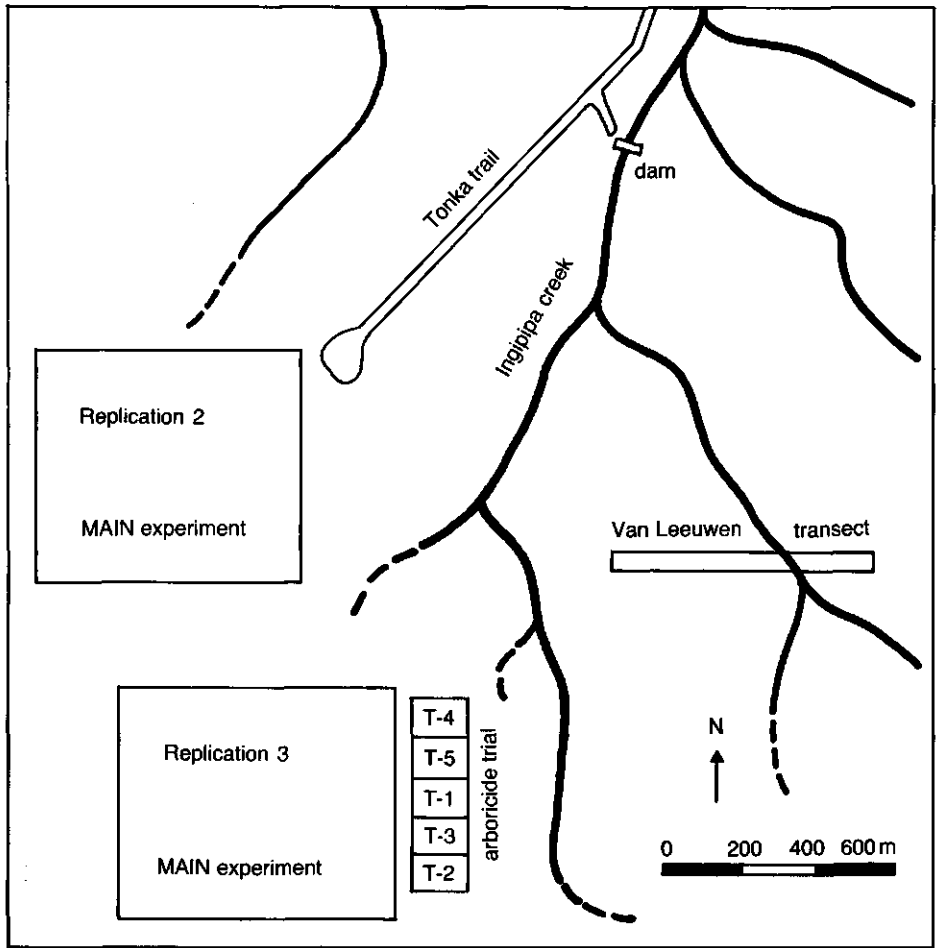 Tonka trail
dam
Ingipipa creek
Replication 2
MAIN experiment
Van Leeuwen transect
Replication 3
MAIN experiment
T-4
T-5
T-1
T-3
T-2
arboricide trial
N
0 200 400 600 m